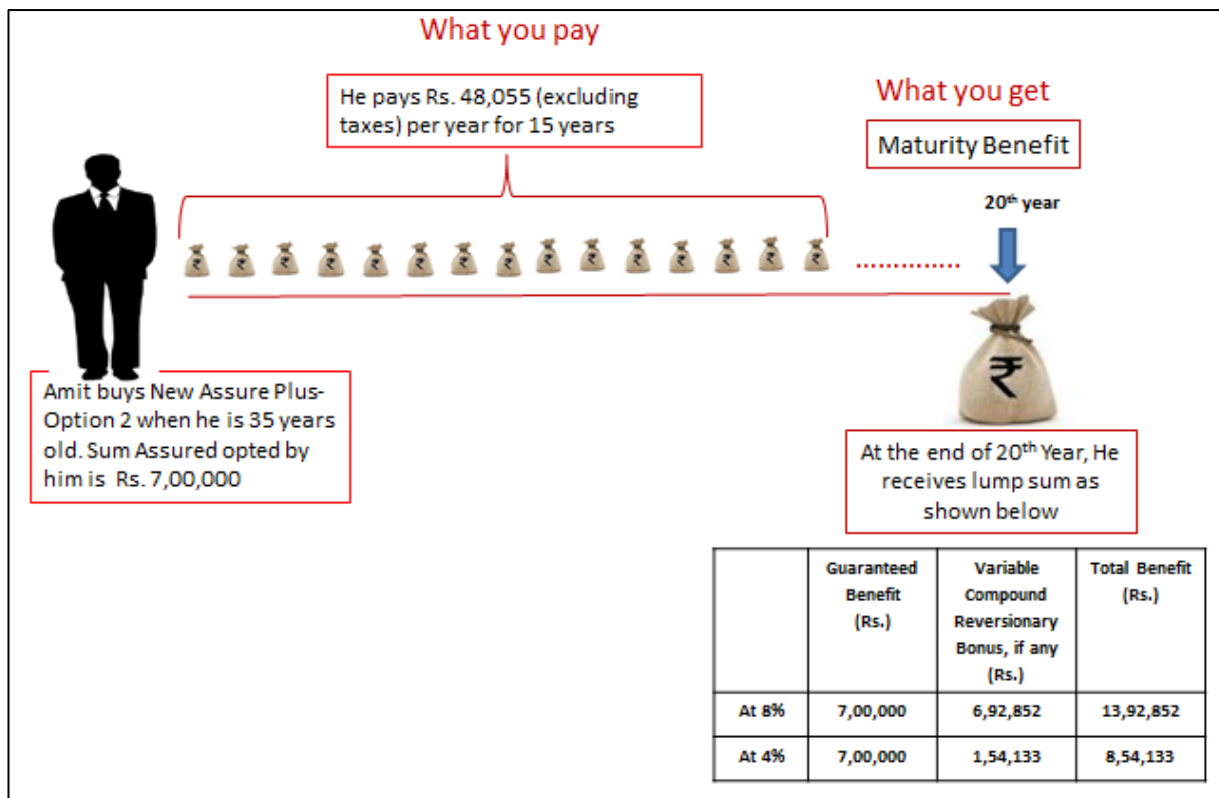 What you pay
He pays Rs. 48,055 (excluding
taxes) per year for 15 years
What you get
Maturity Benefit
20th year
₹ ₹ ₹ ₹ ₹ ₹ ₹ ₹ ₹ ₹ ₹ ₹ ₹ ₹ ₹ ..............
₹
Amit buys New Assure Plus-
Option 2 when he is 35 years
old. Sum Assured opted by
him is Rs. 7,00,000
At the end of 20th Year, He
receives lump sum as
shown below
Guaranteed
Benefit
(Rs.)
Variable
Compound
Reversionary
Bonus, if any
(Rs.)
Total Benefit
(Rs.)
At 8% 7,00,000 6,92,852 13,92,852
At 4% 7,00,000 1,54,133 8,54,133